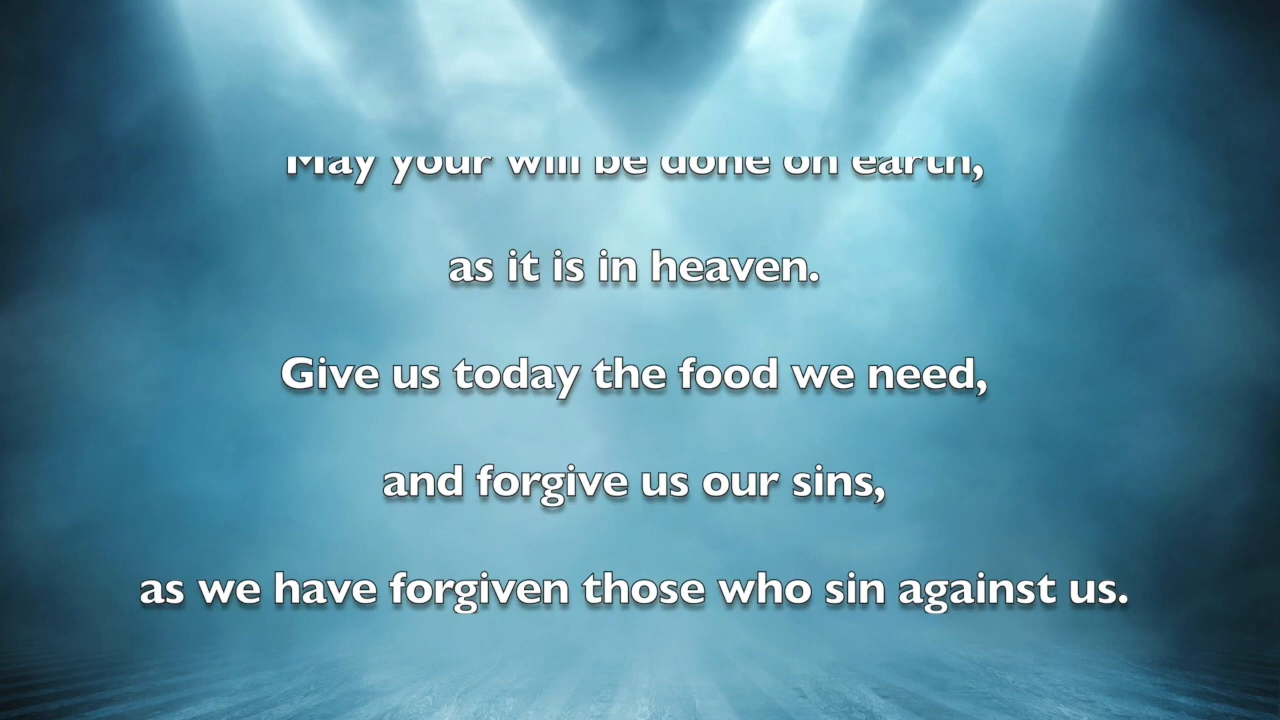 May your will be done on earth,
as it is in heaven.
Give us today the food we need,
and forgive us our sins,
as we have forgiven those who sin against us.